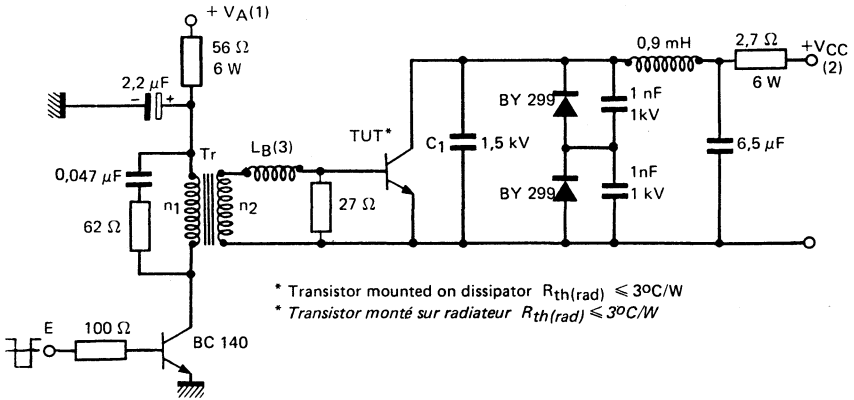 + VA(1)
56 Ω
6 W
2,2 µF
− +
0,047 µF
62 Ω
Tr
n1
n2
LB(3)
27 Ω
TUT*
C1
1,5 kV
BY 299
BY 299
1 nF
1kV
1nF
1 kV
0,9 mH
2,7 Ω
6 W
+VCC
(2)
6,5 µF
E
100 Ω
BC 140
* Transistor mounted on dissipator Rth(rad) ⩽ 3°C/W
* Transistor monté sur radiateur Rth(rad) ⩽ 3°C/W